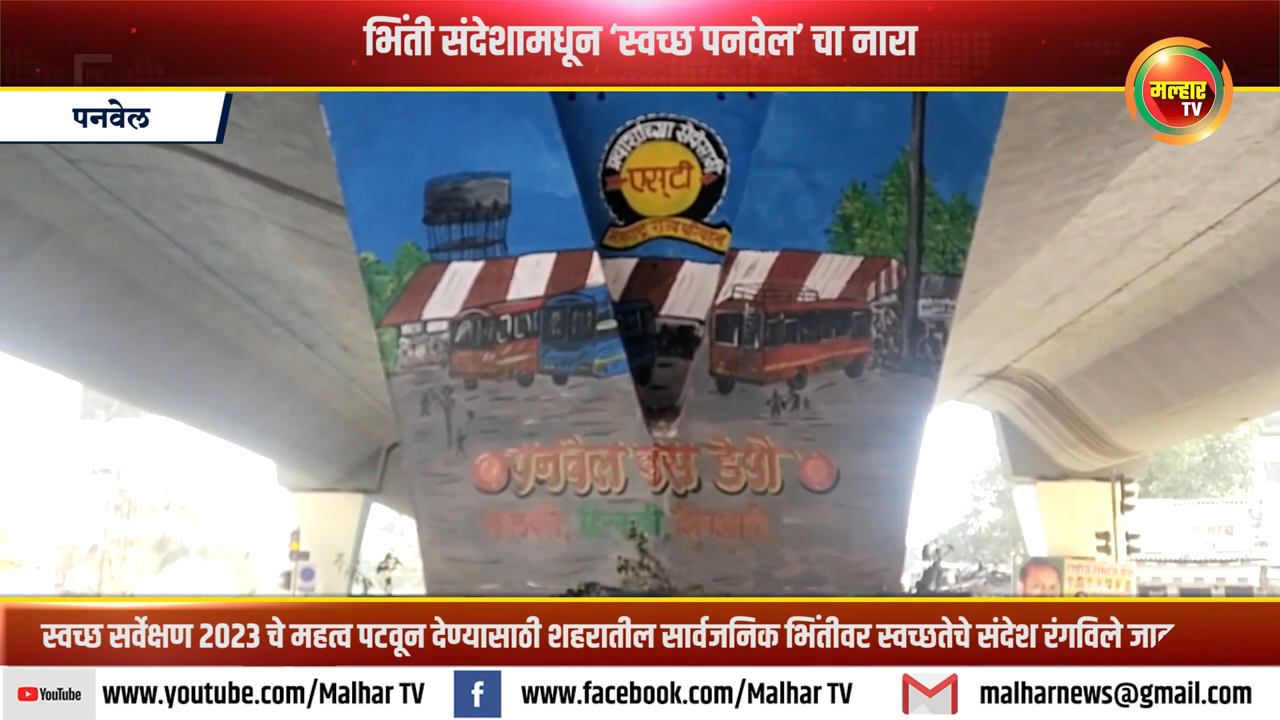 भिंती संदेशामधून ‘स्वच्छ पनवेल’ चा नारा
मल्हार
TV
पनवेल
प्रवाशांच्या सेवेसाठी
एसटी
पनवेल बस डेपो
स्वच्छ सर्वेक्षण 2023 चे महत्व पटवून देण्यासाठी शहरातील सार्वजनिक भिंतीवर स्वच्छतेचे संदेश रंगविले
YouTube
www.youtube.com/Malhar TV
f
www.facebook.com/Malhar TV
malharnews@gmail.com